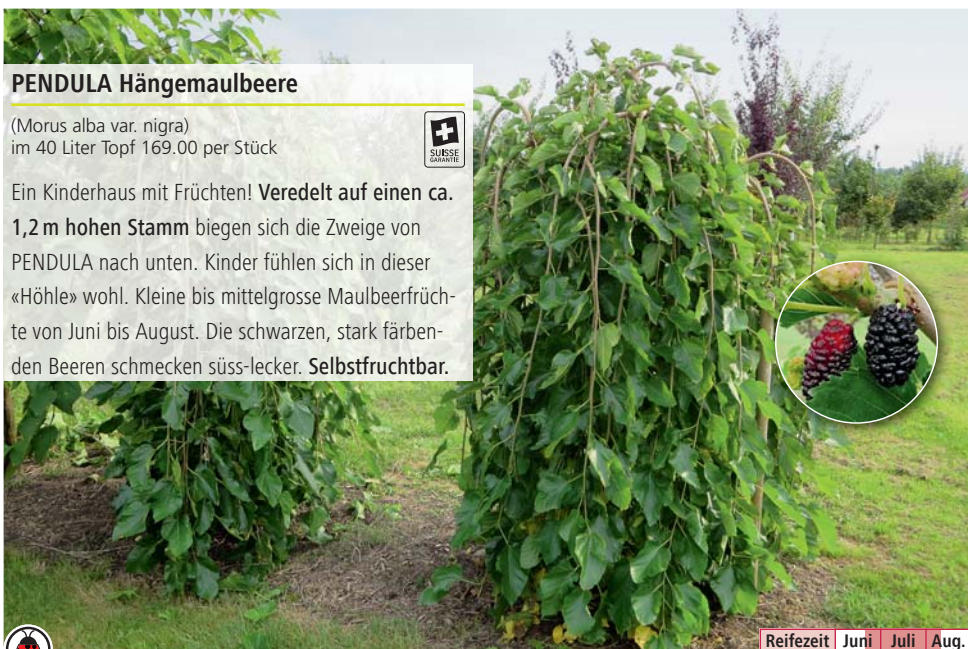 PENDULA Hängemaulbeere
(Morus alba var. nigra)
im 40 Liter Topf 169.00 per Stück
SUISSE
GARANTIE
Ein Kinderhaus mit Früchten! Veredelt auf einen ca.
1,2 m hohen Stamm biegen sich die Zweige von
PENDULA nach unten. Kinder fühlen sich in dieser
«Höhle» wohl. Kleine bis mittelgrosse Maulbeerfrüch-
te von Juni bis August. Die schwarzen, stark färben-
den Beeren schmecken süss-lecker. Selbstfruchtbar.
Reifezeit Juni Juli Aug.